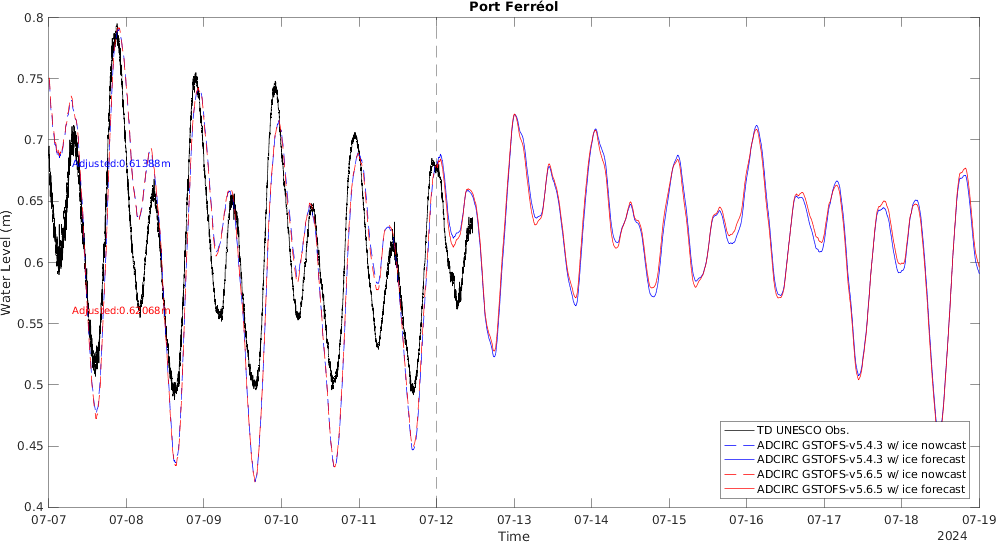 Port Ferréol
0.8
0.75
0.7
0.65
0.6
0.55
0.5
0.45
0.4
Water Level (m)
Adjusted:0.61388m
Adjusted:0.62068m
TD UNESCO Obs.
ADCIRC GSTOFS-v5.4.3 w/ ice nowcast
ADCIRC GSTOFS-v5.4.3 w/ ice forecast
ADCIRC GSTOFS-v5.6.5 w/ ice nowcast
ADCIRC GSTOFS-v5.6.5 w/ ice forecast
07-07 07-08 07-09 07-10 07-11 07-12 07-13 07-14 07-15 07-16 07-17 07-18 07-19
Time
2024